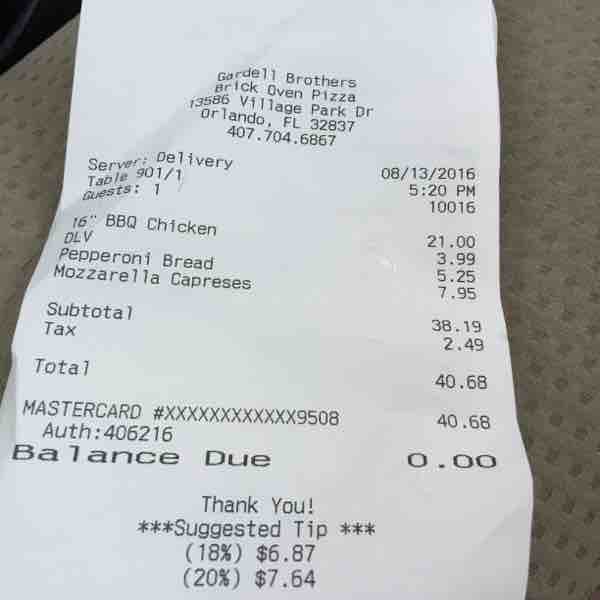 Gardell Brothers
Brick Oven Pizza
13586 Village Park Dr
Orlando, FL 32837
407.704.6867
Server: Delivery 08/13/2016
Table 901/1 5:20 PM
Guests: 1 10016
16" BBQ Chicken 21.00
DLV 3.99
Pepperoni Bread 5.25
Mozzarella Capreses 7.95
Subtotal 38.19
Tax 2.49
Total 40.68
MASTERCARD #XXXXXXXXXXXX9508 40.68
Auth:406216
Balance Due 0.00
Thank You!
***Suggested Tip ***
(18%) $6.87
(20%) $7.64